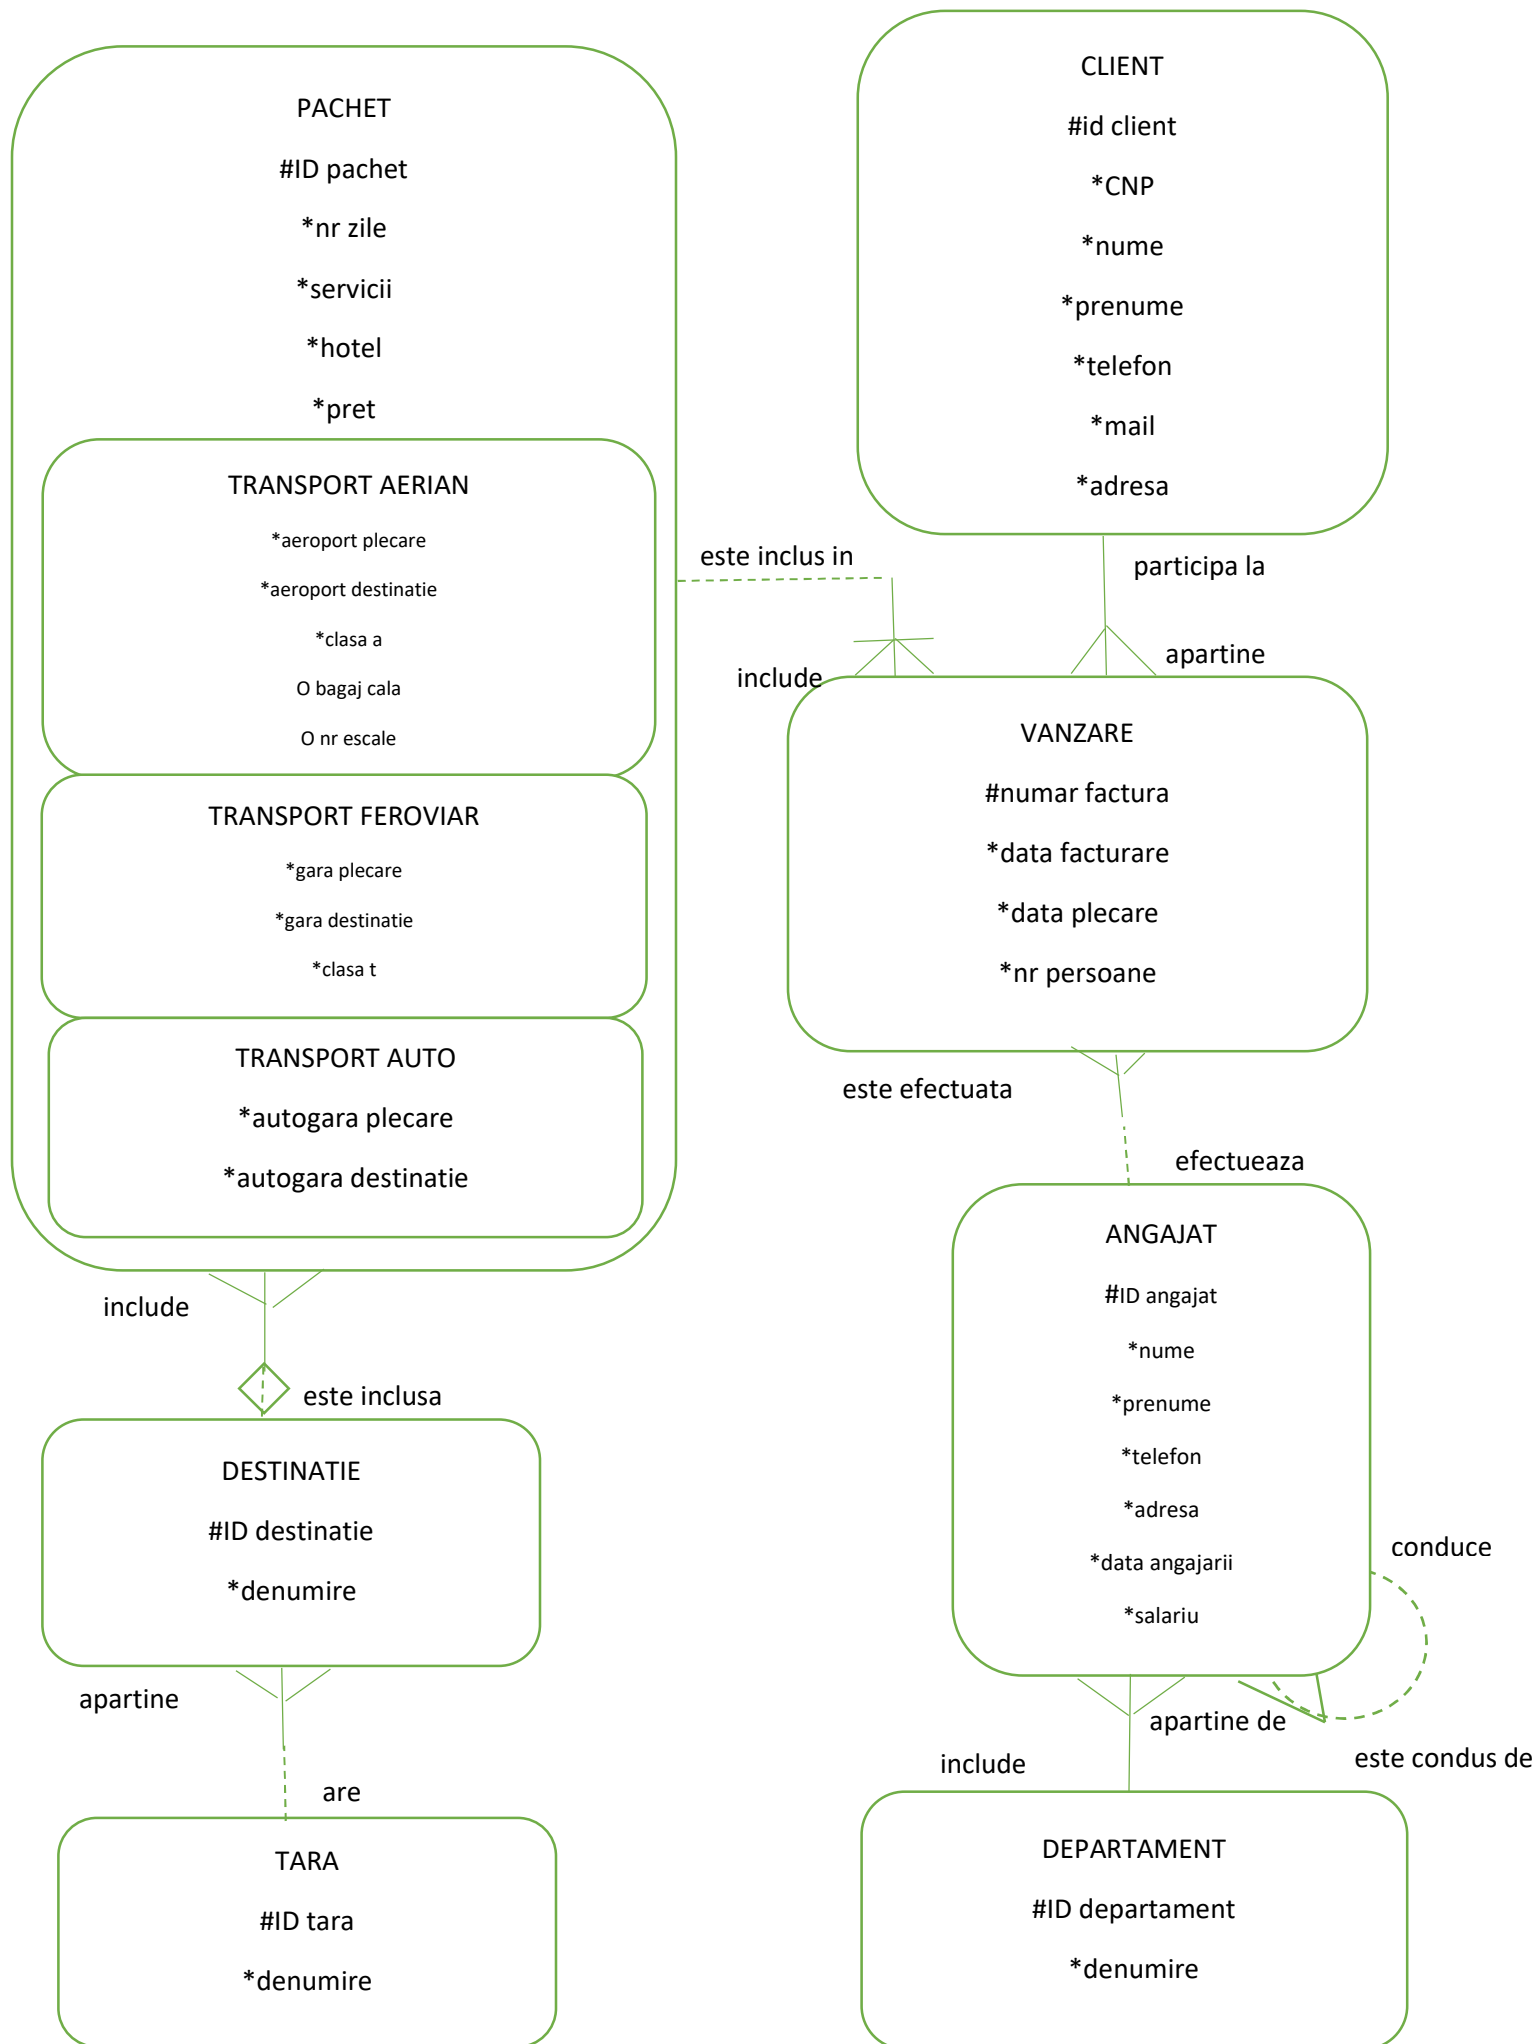 PACHET
#ID pachet
*nr zile
*servicii
*hotel
*pret
TRANSPORT AERIAN
*aeroport plecare
*aeroport destinatie
*clasa a
O bagaj cala
O nr escale
TRANSPORT FEROVIAR
*gara plecare
*gara destinatie
*clasa t
TRANSPORT AUTO
*autogara plecare
*autogara destinatie
include
este inclusa
DESTINATIE
#ID destinatie
*denumire
apartine
are
TARA
#ID tara
*denumire
CLIENT
#id client
*CNP
*nume
*prenume
*telefon
*mail
*adresa
este inclus in
participa la
include
apartine
VANZARE
#numar factura
*data facturare
*data plecare
*nr persoane
este efectuata
efectueaza
ANGAJAT
#ID angajat
*nume
*prenume
*telefon
*adresa
*data angajarii
*salariu
conduce
apartine de
este condus de
include
DEPARTAMENT
#ID departament
*denumire